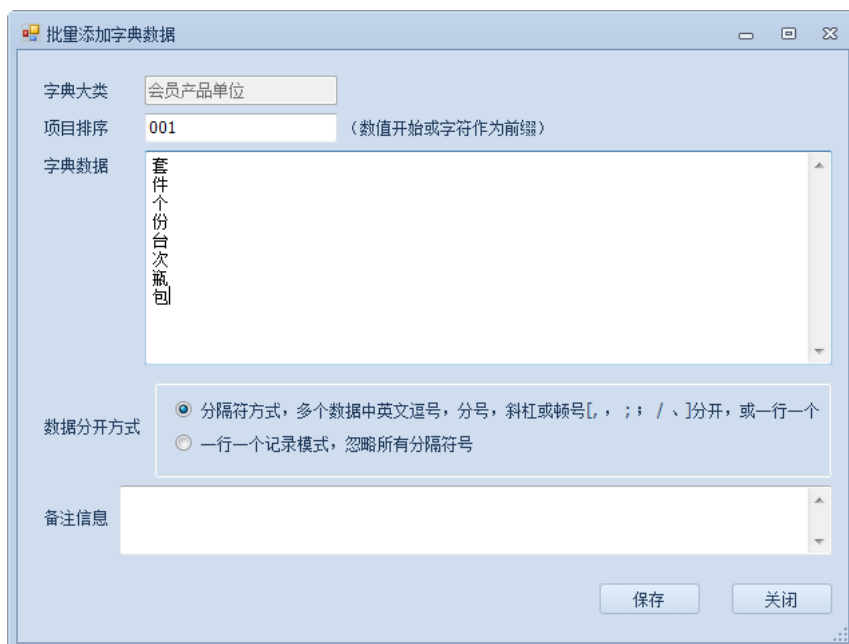 批量添加字典数据
字典大类 会员产品单位
项目排序 001 （数值开始或字符作为前缀）
字典数据 套
件
个
份
台
次
瓶
包
数据分开方式
分隔符方式，多个数据中英文逗号，分号，斜杠或顿号[,，;；/、]分开，或一行一个
一行一个记录模式，忽略所有分隔符号
备注信息
保存 关闭